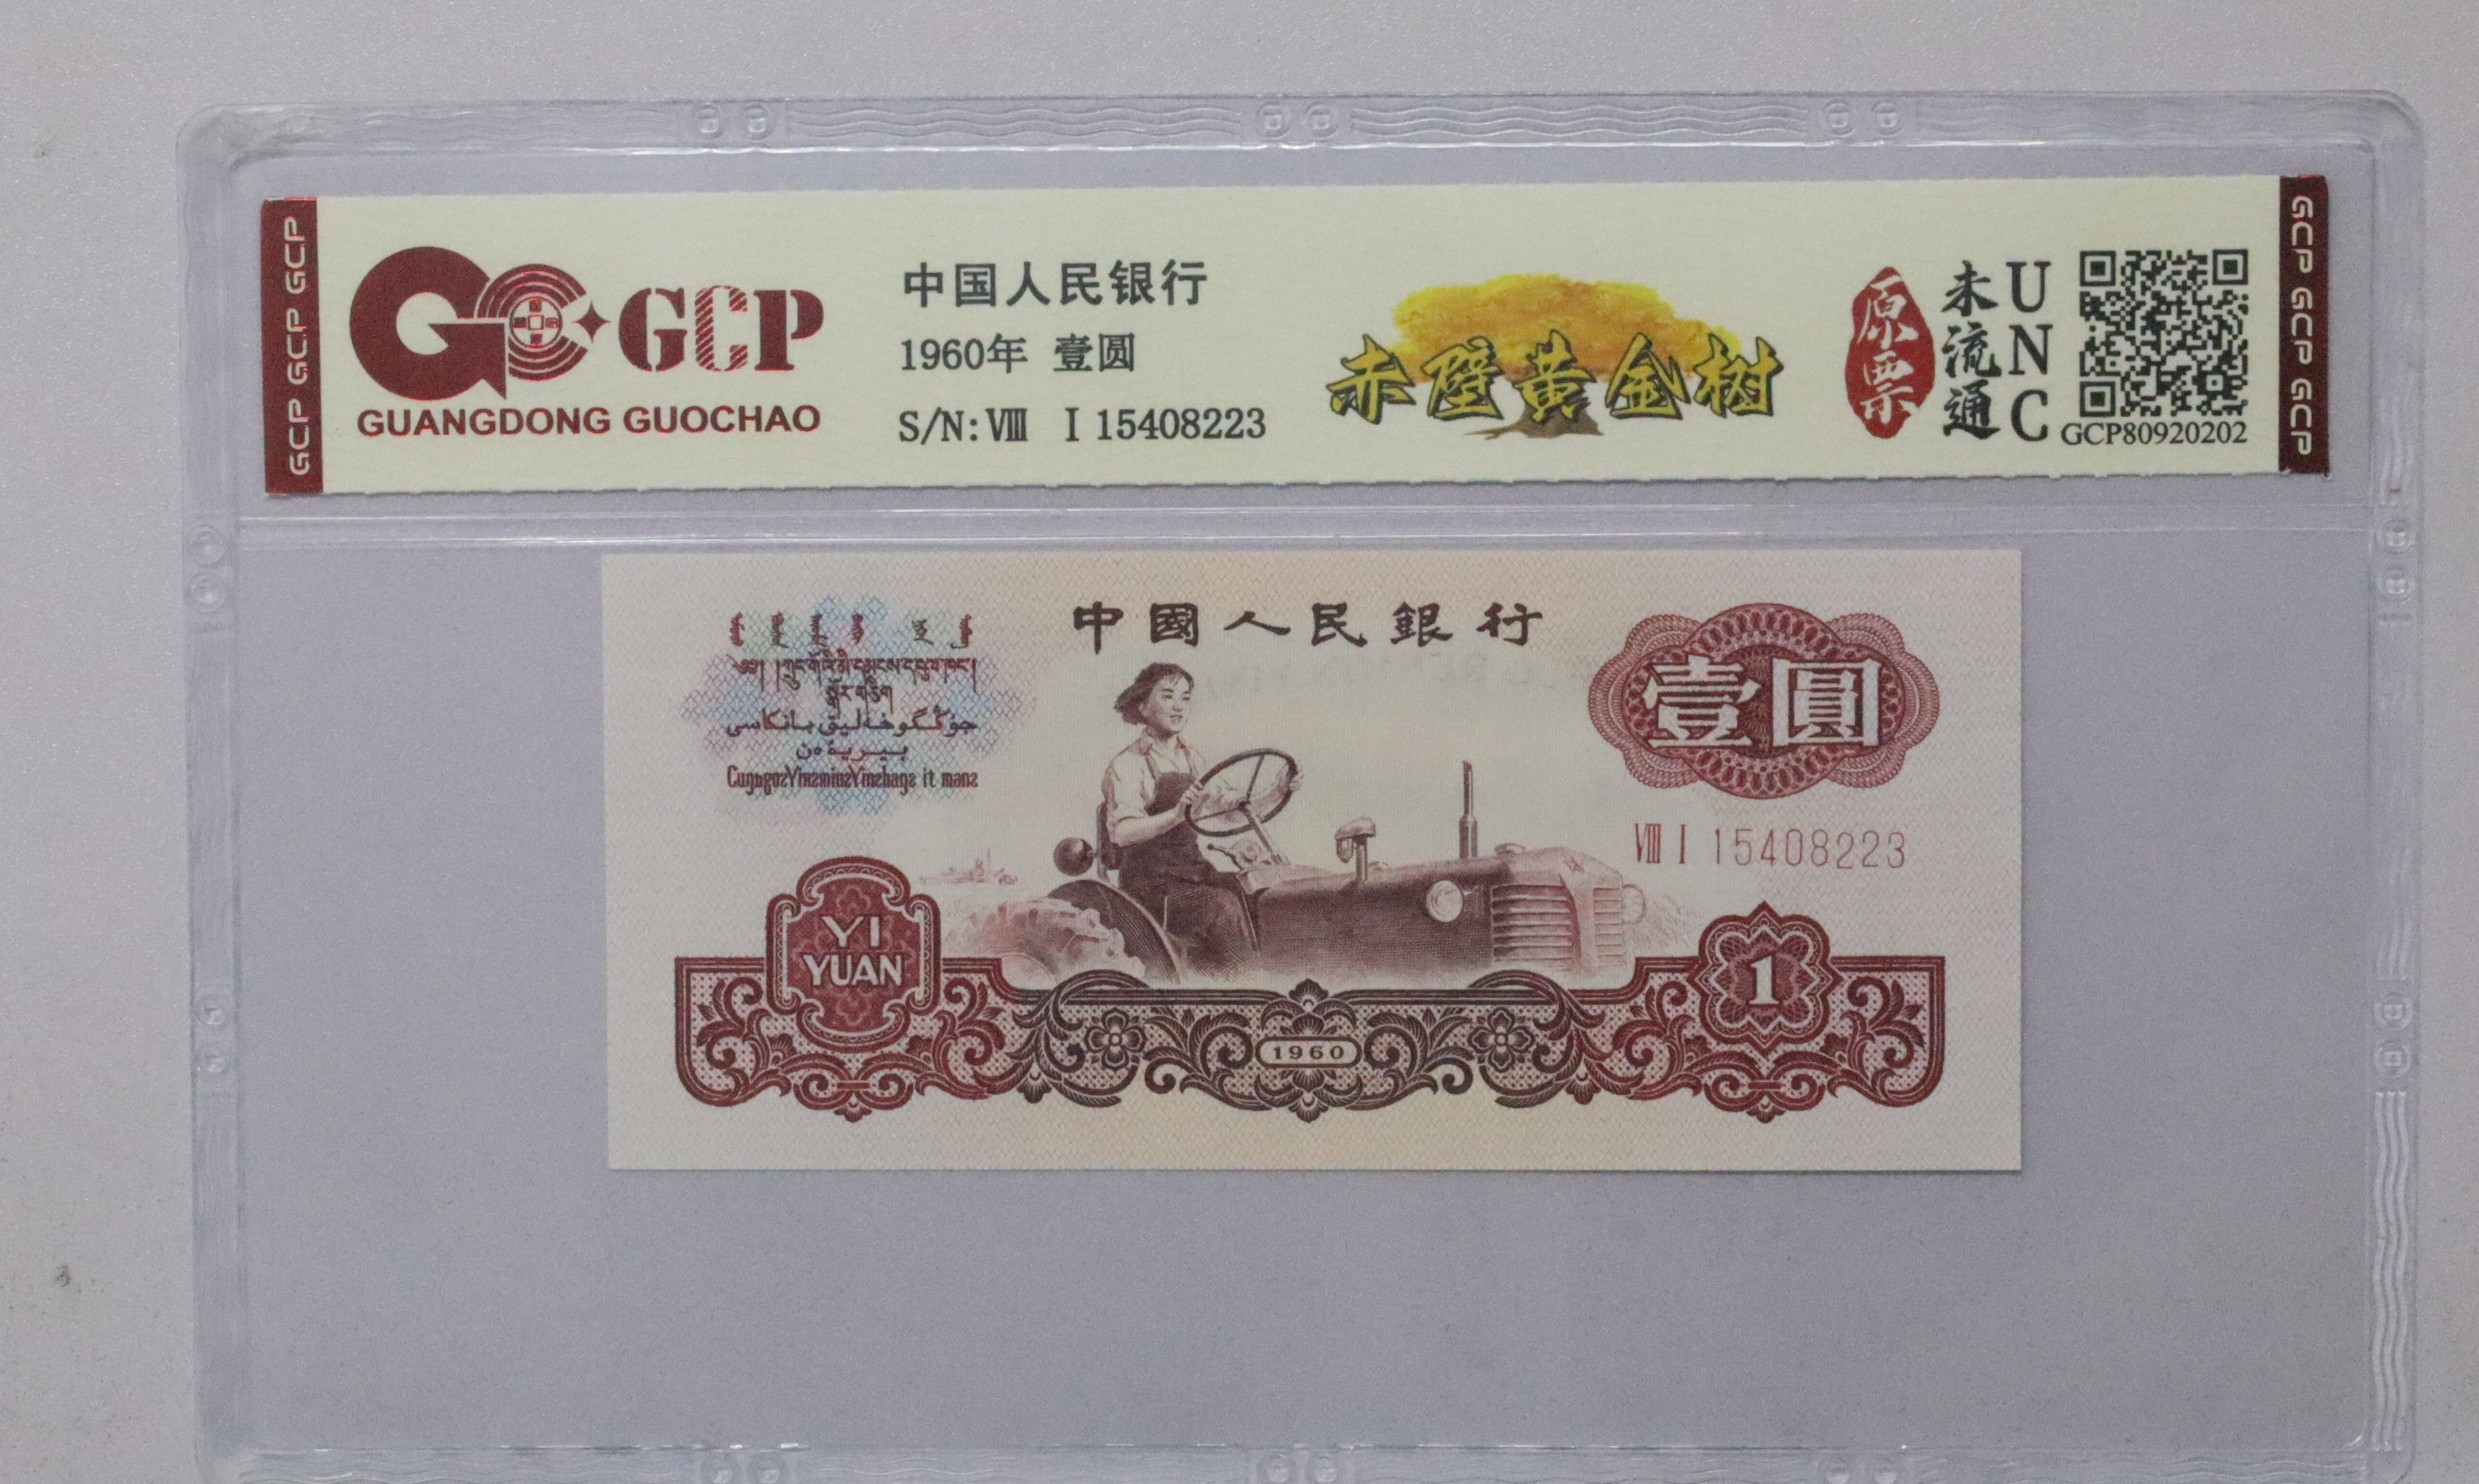 GCP GCP GCP
GCP
GUANGDONG GUOCHAO
中国人民银行
1960年 壹圆
S/N: Ⅷ Ⅰ 15408223
赤壁黄金树
原票
未流通
UNC
GCP80920202
GCP GCP GCP
中國人民銀行
壹圓
Ⅷ Ⅰ 15408223
YI
YUAN
1960
1